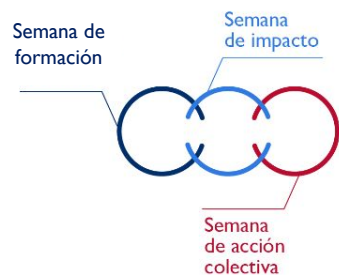 Semana de
formación
Semana
de impacto
Semana
de acción
colectiva